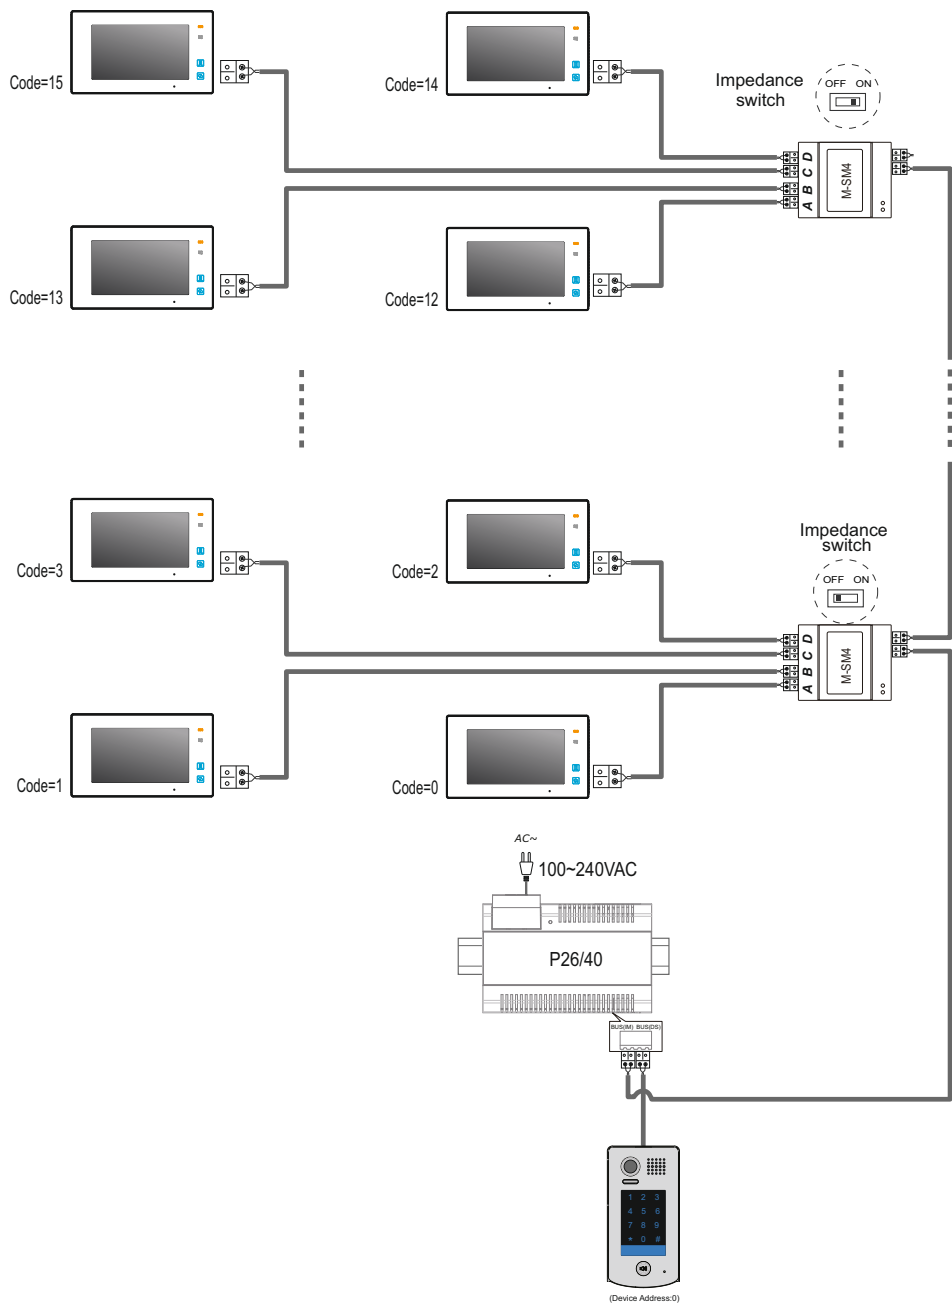 Code=15
Code=14
Impedance
switch
OFF ON
D
C
B
A
M-SM4
Code=13
Code=12
Code=3
Code=2
Impedance
switch
OFF ON
D
C
B
A
M-SM4
Code=1
Code=0
AC~
100~240VAC
P26/40
BUS(IM) BUS(DS)
1 2 3
4 5 6
7 8 9
* 0 #
(Device Address:0)